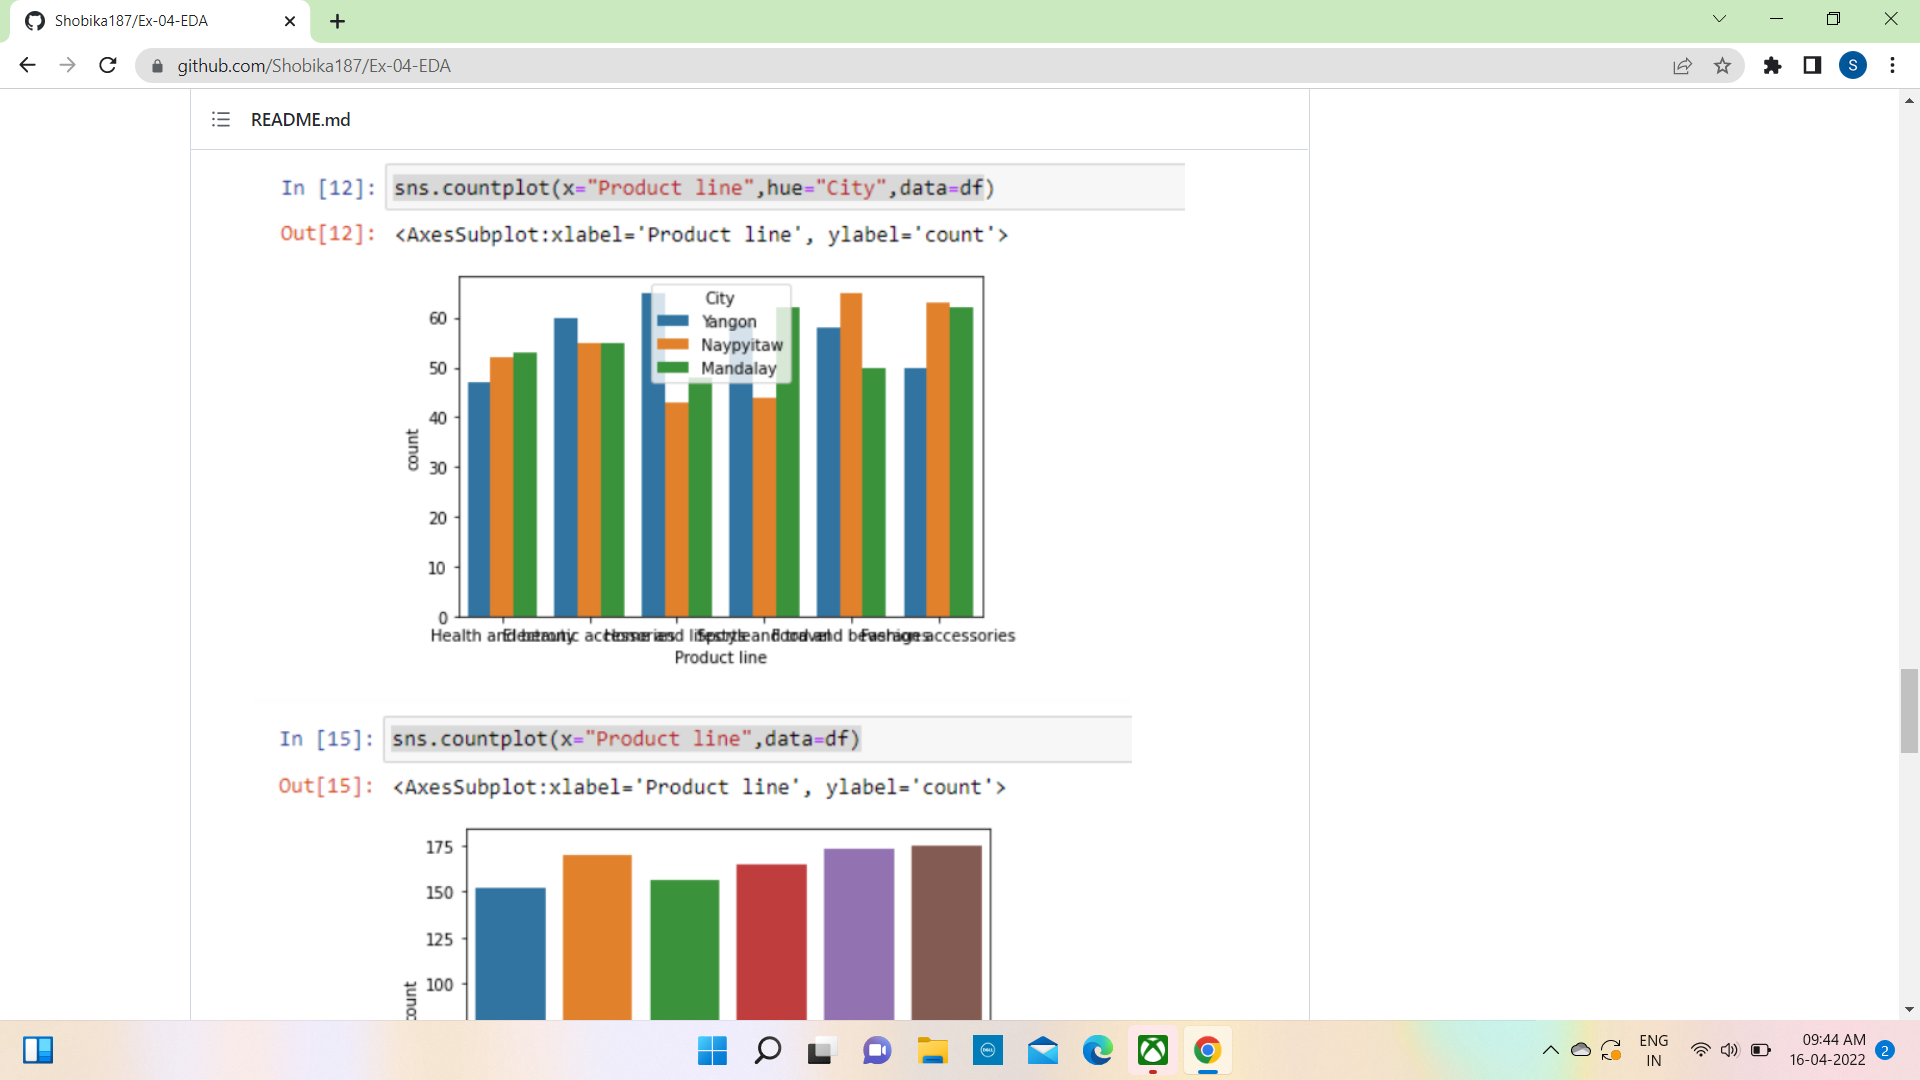 Shobika187/Ex-04-EDA
github.com/Shobika187/Ex-04-EDA
S
README.md
In [12]: sns.countplot(x="Product line",hue="City",data=df)
Out[12]: <AxesSubplot:xlabel='Product line', ylabel='count'>
City
Yangon
Naypyitaw
Mandalay
60
50
40
30
20
10
0
count
Health and beauty Electronic accessories Home and lifestyle Sports and travel Food and beverages Fashion accessories
Product line
In [15]: sns.countplot(x="Product line",data=df)
Out[15]: <AxesSubplot:xlabel='Product line', ylabel='count'>
175
150
125
100
count
DELL
ENG
IN
09:44 AM
16-04-2022
2